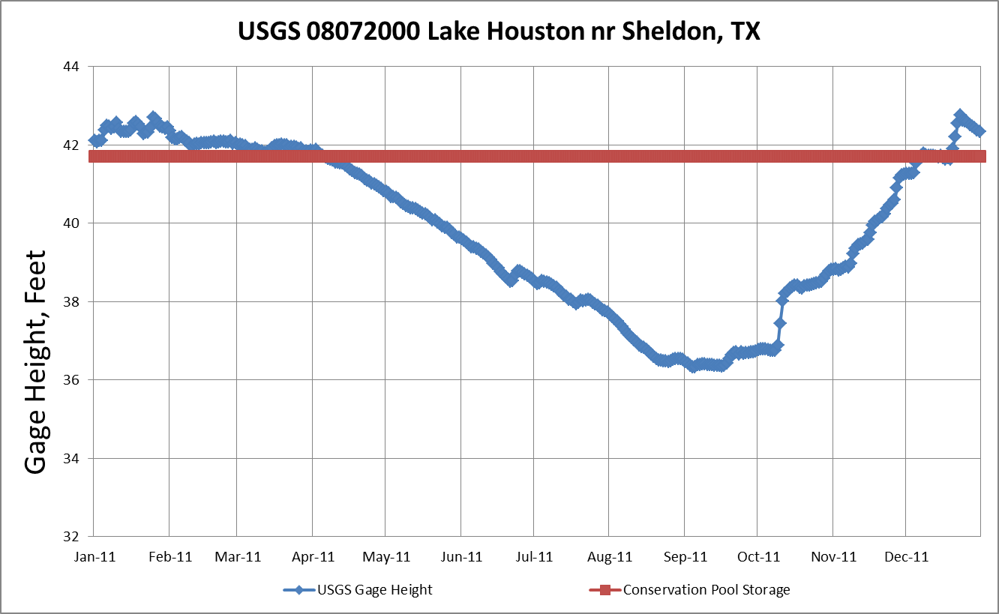 USGS 08072000 Lake Houston nr Sheldon, TX
Gage Height, Feet
44
42
40
38
36
34
32
Jan-11 Feb-11 Mar-11 Apr-11 May-11 Jun-11 Jul-11 Aug-11 Sep-11 Oct-11 Nov-11 Dec-11
USGS Gage Height Conservation Pool Storage